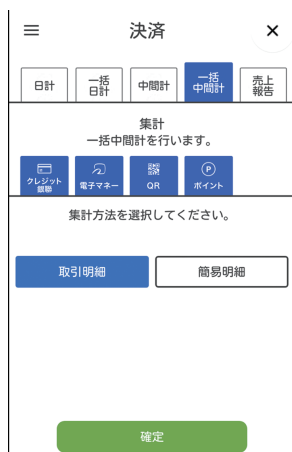 決済
日計
一括
日計
中間計
一括
中間計
売上
報告
集計
一括中間計を行います。
クレジット
銀聯
電子マネー
QR
P
ポイント
集計方法を選択してください。
取引明細
簡易明細
確定